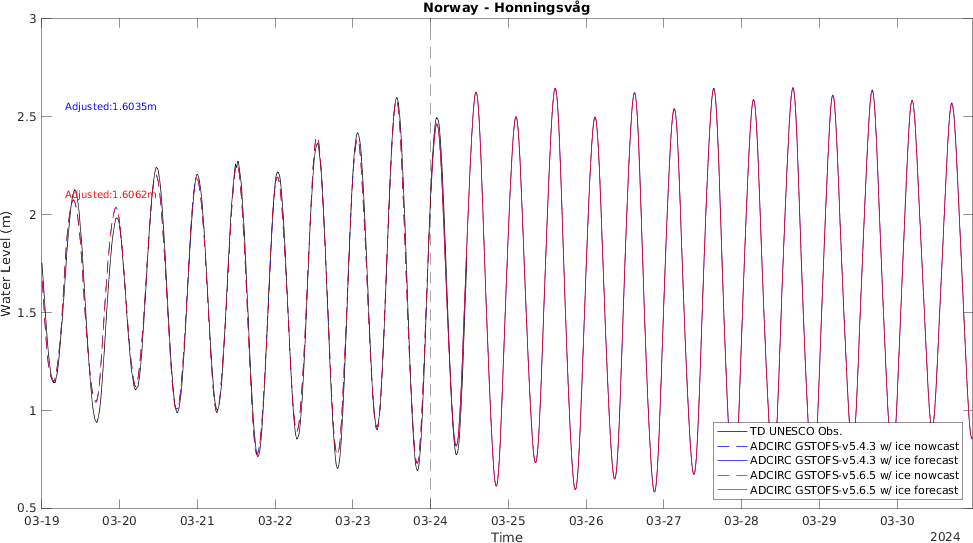 Norway - Honningsvåg
3
2.5
2
1.5
1
0.5
Water Level (m)
Adjusted:1.6035m
Adjusted:1.6062m
TD UNESCO Obs.
ADCIRC GSTOFS-v5.4.3 w/ ice nowcast
ADCIRC GSTOFS-v5.4.3 w/ ice forecast
ADCIRC GSTOFS-v5.6.5 w/ ice nowcast
ADCIRC GSTOFS-v5.6.5 w/ ice forecast
03-19 03-20 03-21 03-22 03-23 03-24 03-25 03-26 03-27 03-28 03-29 03-30
Time
2024